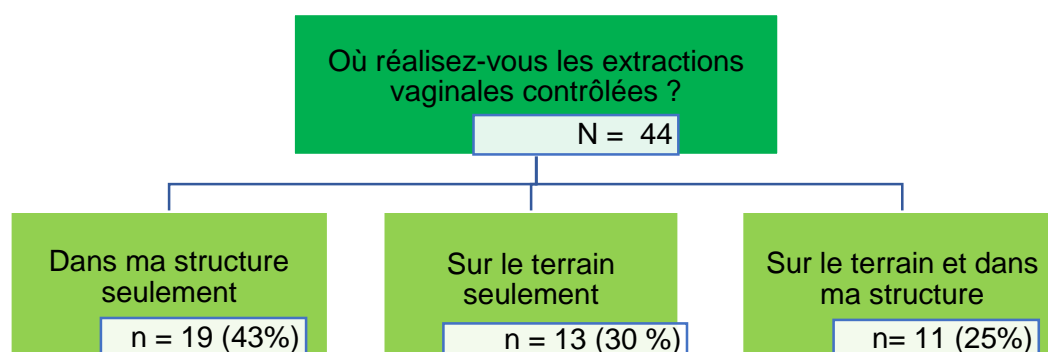 Où réalisez-vous les extractions
vaginales contrôlées ?
N = 44
Dans ma structure
seulement
n = 19 (43%)
Sur le terrain
seulement
n = 13 (30 %)
Sur le terrain et dans
ma structure
n= 11 (25%)